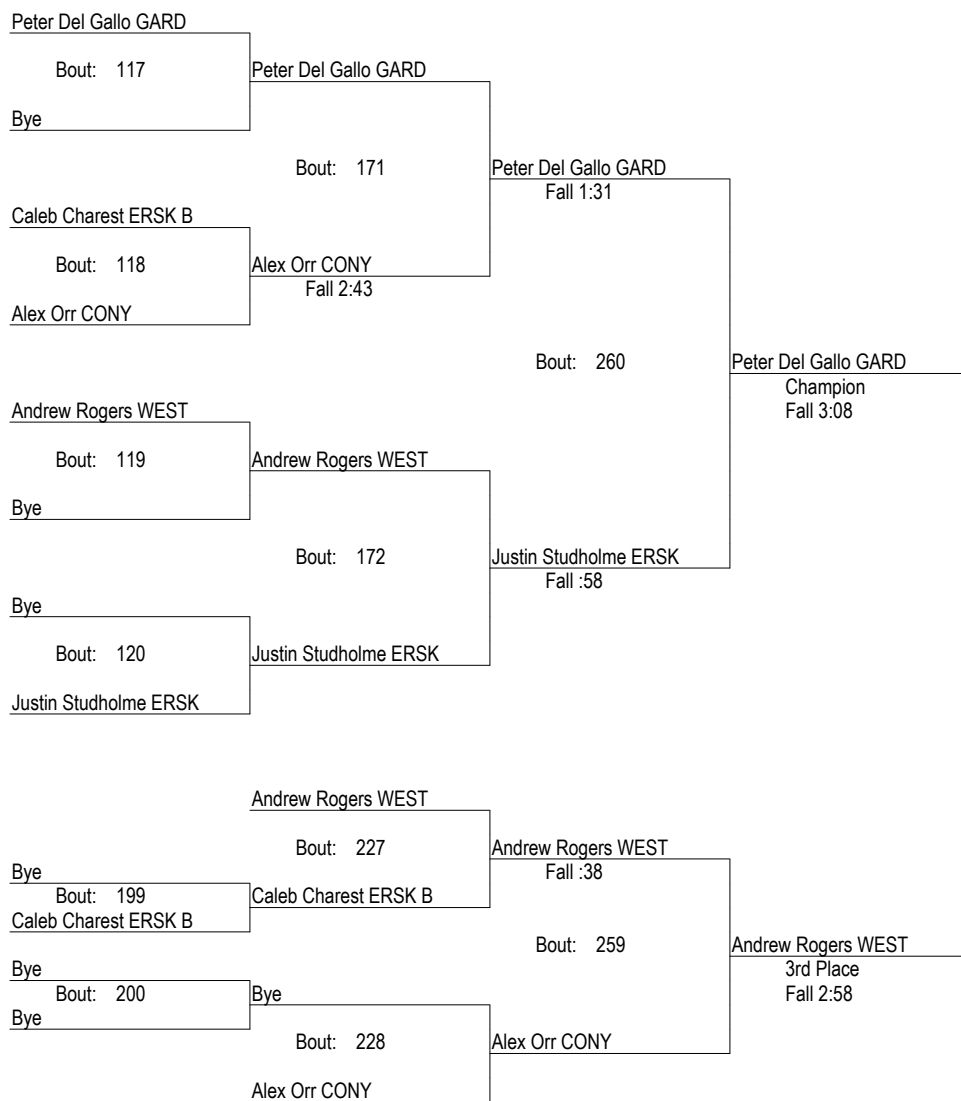 Peter Del Gallo GARD
Bout: 117
Peter Del Gallo GARD
Bye
Bout: 171
Peter Del Gallo GARD
Fall 1:31
Caleb Charest ERSK B
Bout: 118
Alex Orr CONY
Fall 2:43
Alex Orr CONY
Bout: 260
Peter Del Gallo GARD
Champion
Fall 3:08
Andrew Rogers WEST
Bout: 119
Andrew Rogers WEST
Bye
Bout: 172
Justin Studholme ERSK
Fall :58
Bye
Bout: 120
Justin Studholme ERSK
Justin Studholme ERSK
Andrew Rogers WEST
Bout: 227
Andrew Rogers WEST
Fall :38
Bye
Bout: 199
Caleb Charest ERSK B
Caleb Charest ERSK B
Bout: 259
Andrew Rogers WEST
3rd Place
Fall 2:58
Bye
Bout: 200
Bye
Bye
Bout: 228
Alex Orr CONY
Alex Orr CONY